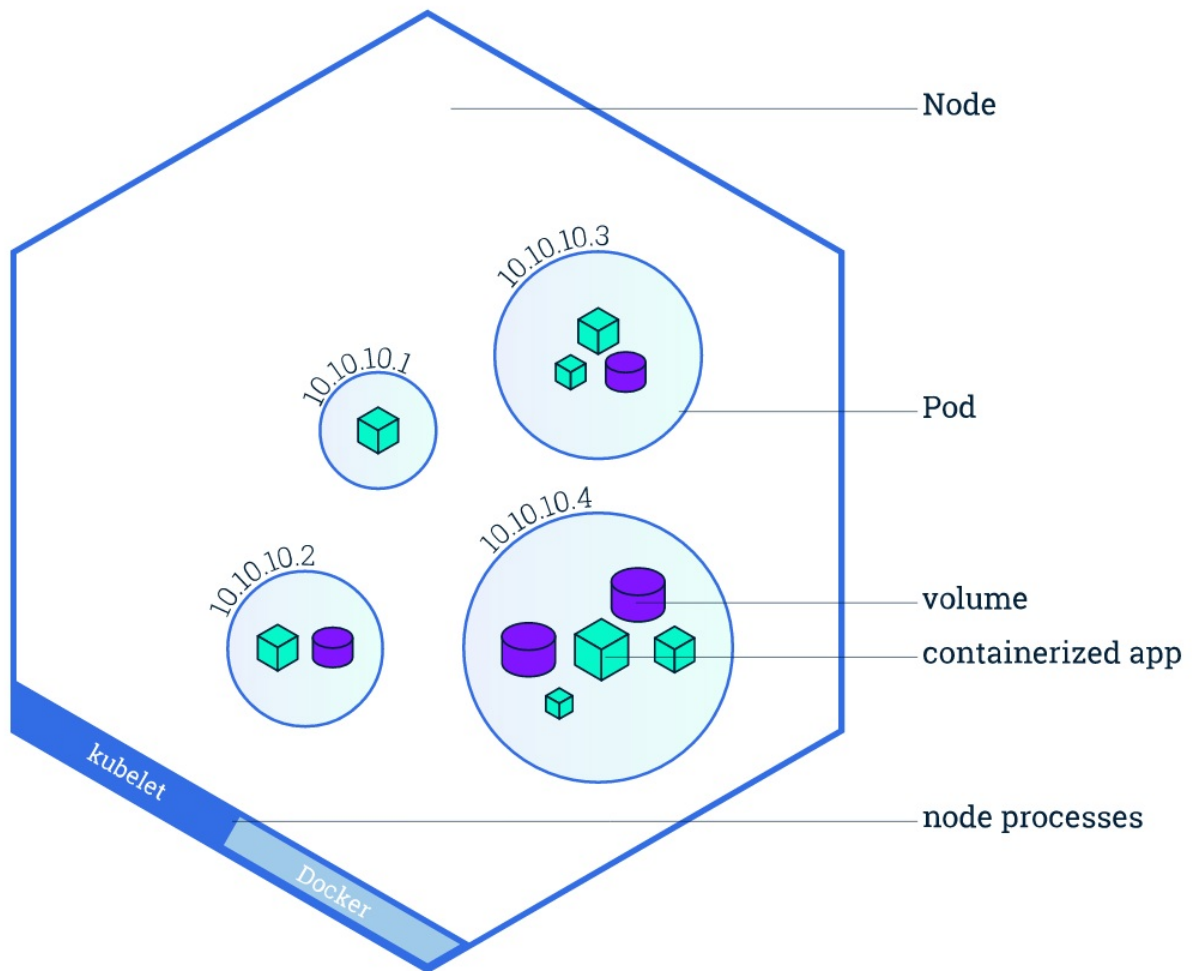 Node
10.10.10.3
10.10.10.1
Pod
10.10.10.4
10.10.10.2
volume
containerized app
kubelet
node processes
Docker